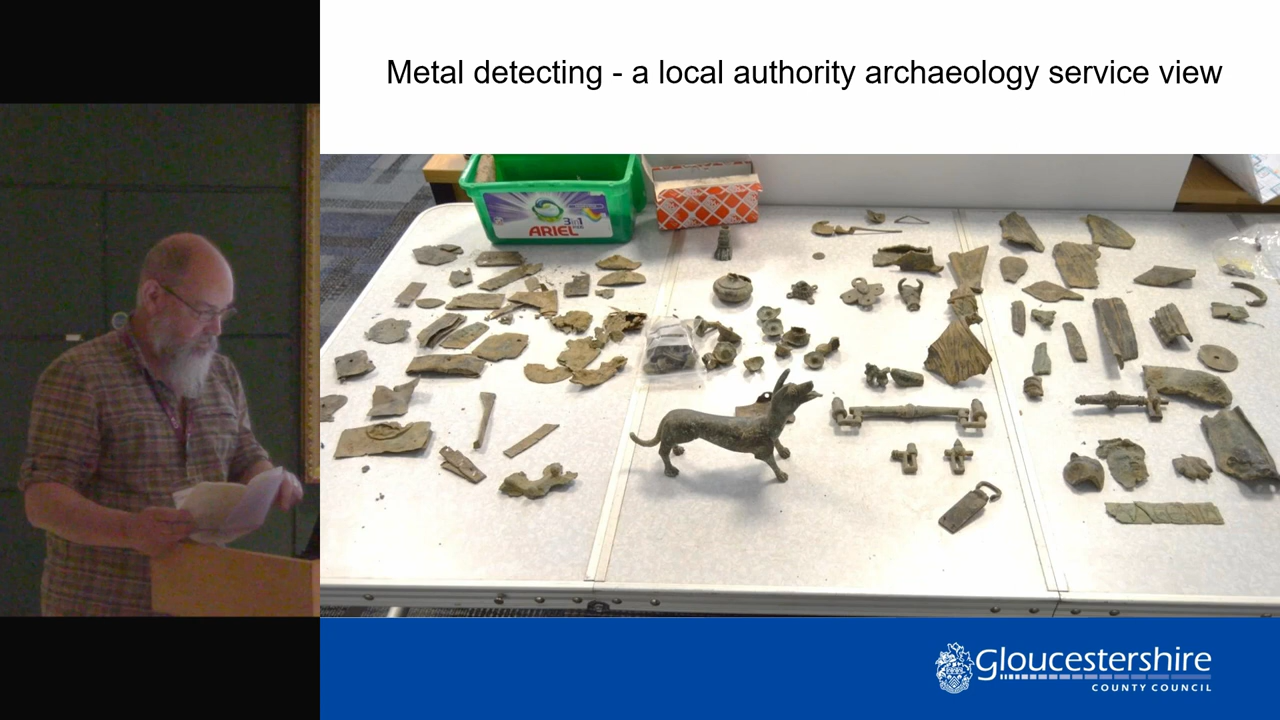 Metal detecting - a local authority archaeology service view
3in1
ARIEL
Gloucestershire
COUNTY COUNCIL